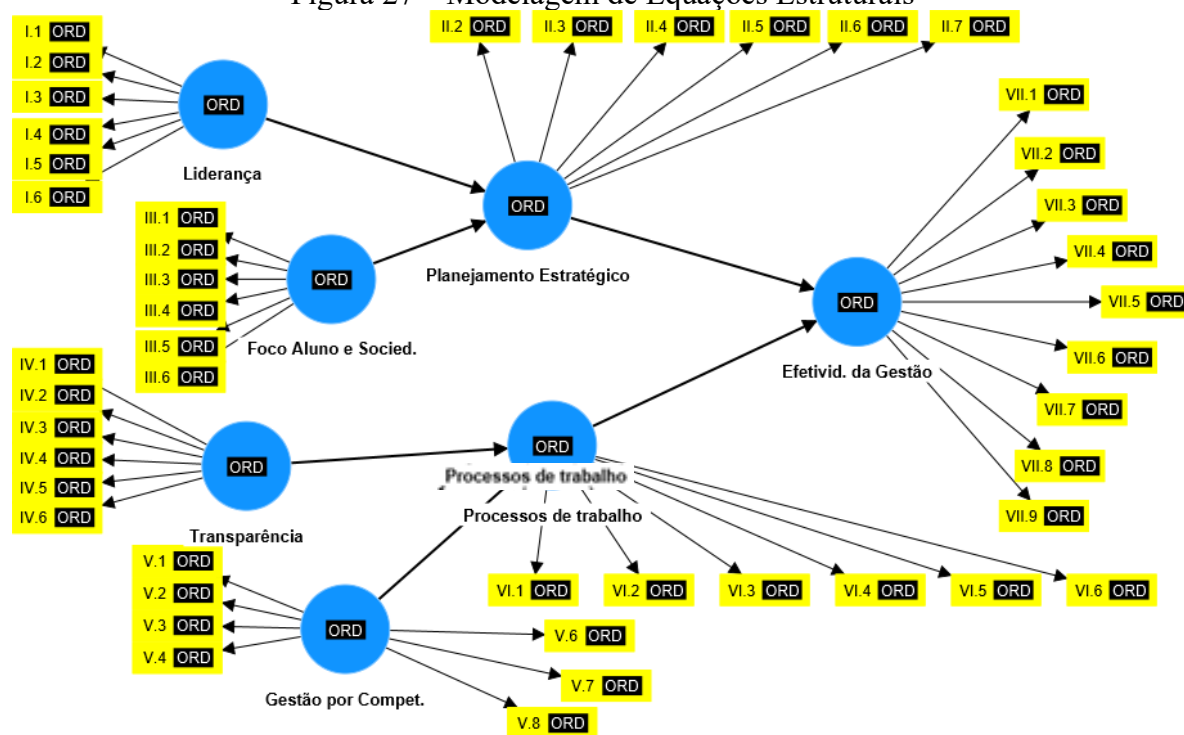 Figura 27 - Modelagem de Equações Estruturais
I.1 ORD
I.2 ORD
I.3 ORD
I.4 ORD
I.5 ORD
I.6 ORD
ORD
Liderança
II.2 ORD
II.3 ORD
II.4 ORD
II.5 ORD
II.6 ORD
II.7 ORD
ORD
Planejamento Estratégico
III.1 ORD
III.2 ORD
III.3 ORD
III.4 ORD
III.5 ORD
III.6 ORD
ORD
Foco Aluno e Socied.
VII.1 ORD
VII.2 ORD
VII.3 ORD
VII.4 ORD
VII.5 ORD
VII.6 ORD
VII.7 ORD
VII.8 ORD
VII.9 ORD
ORD
Efetivid. da Gestão
IV.1 ORD
IV.2 ORD
IV.3 ORD
IV.4 ORD
IV.5 ORD
IV.6 ORD
ORD
Transparência
ORD
Processos de trabalho
Processos de trabalho
VI.1 ORD
VI.2 ORD
VI.3 ORD
VI.4 ORD
VI.5 ORD
VI.6 ORD
V.1 ORD
V.2 ORD
V.3 ORD
V.4 ORD
ORD
Gestão por Compet.
V.6 ORD
V.7 ORD
V.8 ORD